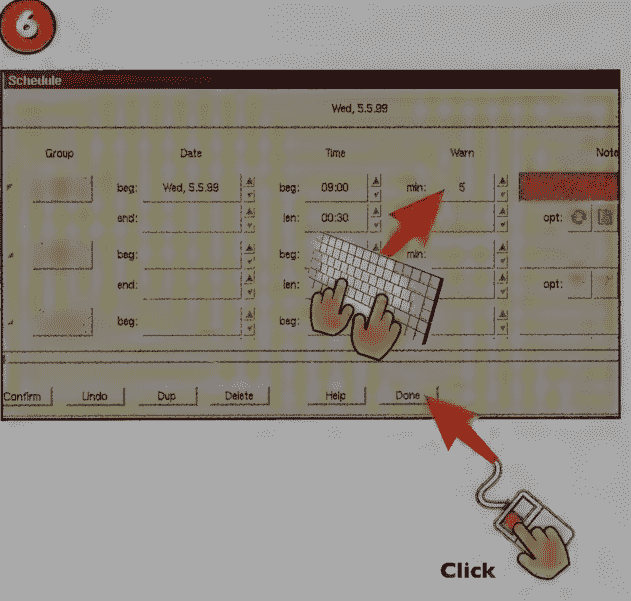 6
Schedule
Wed, 5.5.99
Group Date Time Warn Note
beg: Wed, 5.5.99 beg: 09:00 min: 5
end: len: 00:30 opt:
beg: beg: min:
end: len: opt:
beg: beg:
Confirm Undo Dup Delete Help Done
Click